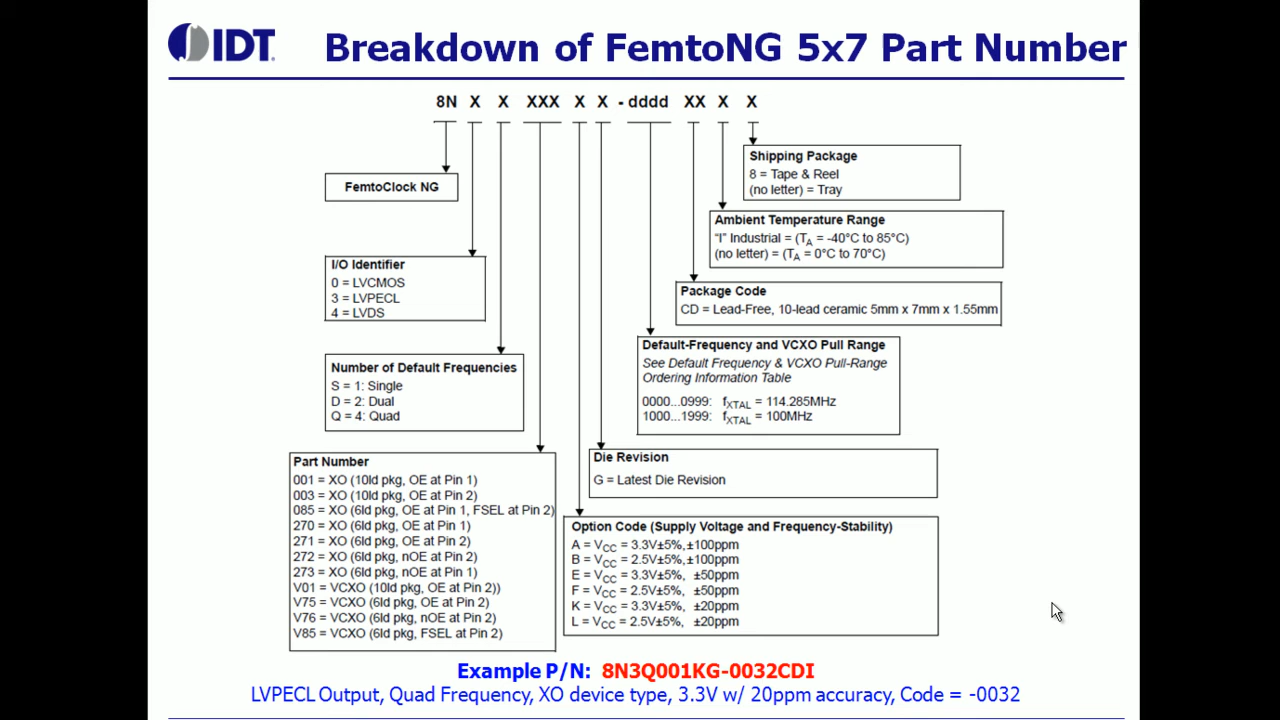 IDT.
Breakdown of FemtoNG 5x7 Part Number
8N X X XXX X X - dddd XX X X
Shipping Package
8 = Tape & Reel
(no letter) = Tray
FemtoClock NG
Ambient Temperature Range
“I” Industrial = (TA = -40°C to 85°C)
(no letter) = (TA = 0°C to 70°C)
I/O Identifier
0 = LVCMOS
3 = LVPECL
4 = LVDS
Package Code
CD = Lead-Free, 10-lead ceramic 5mm x 7mm x 1.55mm
Default-Frequency and VCXO Pull Range
See Default Frequency & VCXO Pull-Range
Ordering Information Table
0000...0999: fXTAL = 114.285MHz
1000...1999: fXTAL = 100MHz
Number of Default Frequencies
S = 1: Single
D = 2: Dual
Q = 4: Quad
Die Revision
G = Latest Die Revision
Part Number
001 = XO (10ld pkg, OE at Pin 1)
003 = XO (10ld pkg, OE at Pin 2)
085 = XO (6ld pkg, OE at Pin 1, FSEL at Pin 2)
270 = XO (6ld pkg, OE at Pin 1)
271 = XO (6ld pkg, OE at Pin 2)
272 = XO (6ld pkg, nOE at Pin 2)
273 = XO (6ld pkg, nOE at Pin 1)
V01 = VCXO (10ld pkg, OE at Pin 2))
V75 = VCXO (6ld pkg, OE at Pin 2)
V76 = VCXO (6ld pkg, nOE at Pin 2)
V85 = VCXO (6ld pkg, FSEL at Pin 2)
Option Code (Supply Voltage and Frequency-Stability)
A = VCC = 3.3V±5%,±100ppm
B = VCC = 2.5V±5%,±100ppm
E = VCC = 3.3V±5%, ±50ppm
F = VCC = 2.5V±5%, ±50ppm
K = VCC = 3.3V±5%, ±20ppm
L = VCC = 2.5V±5%, ±20ppm
Example P/N: 8N3Q001KG-0032CDI
LVPECL Output, Quad Frequency, XO device type, 3.3V w/ 20ppm accuracy, Code = -0032